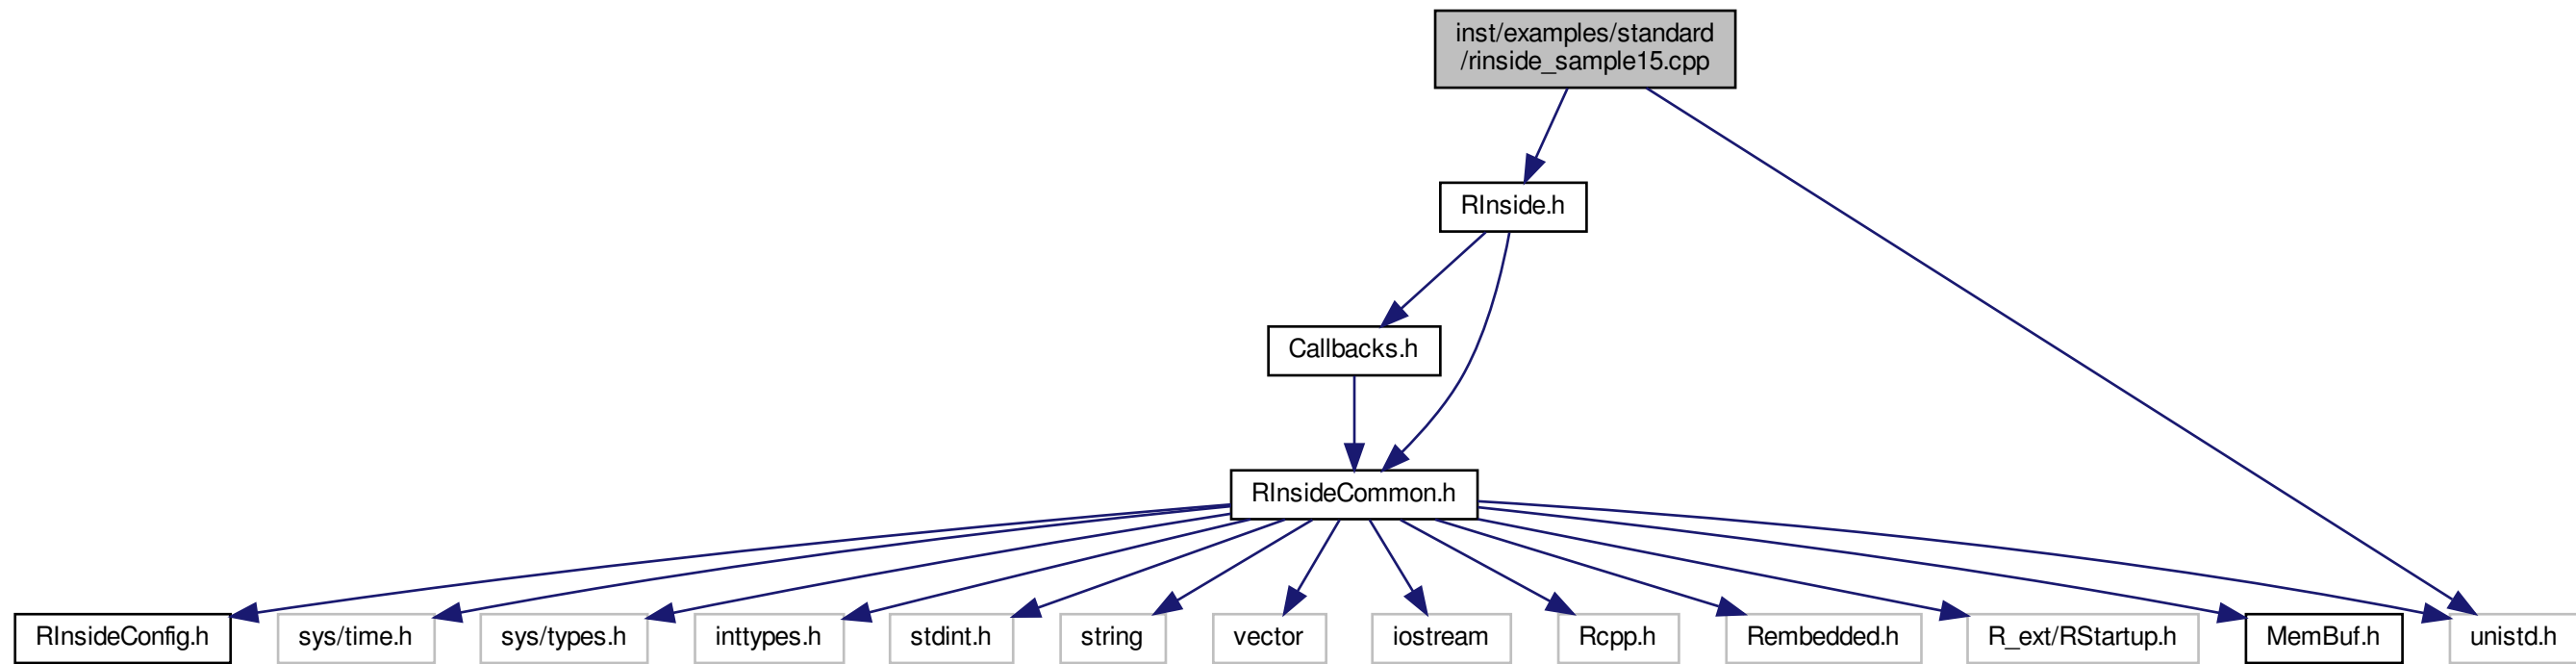 inst/examples/standard
/rinside_sample15.cpp
RInside.h
Callbacks.h
RInsideCommon.h
RInsideConfig.h
sys/time.h
sys/types.h
inttypes.h
stdint.h
string
vector
iostream
Rcpp.h
Rembedded.h
R_ext/RStartup.h
MemBuf.h
unistd.h